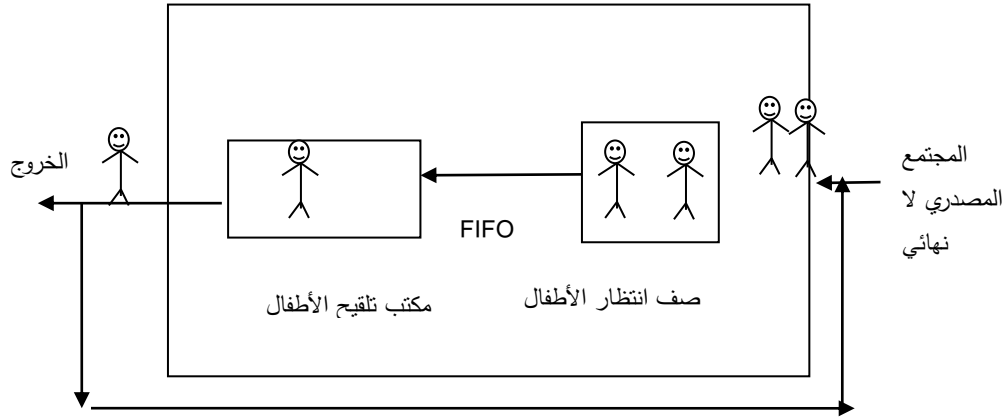 المجتمع
المصدري لا
نهائي
صف انتظار الأطفال
FIFO
مكتب تلقيح الأطفال
الخروج